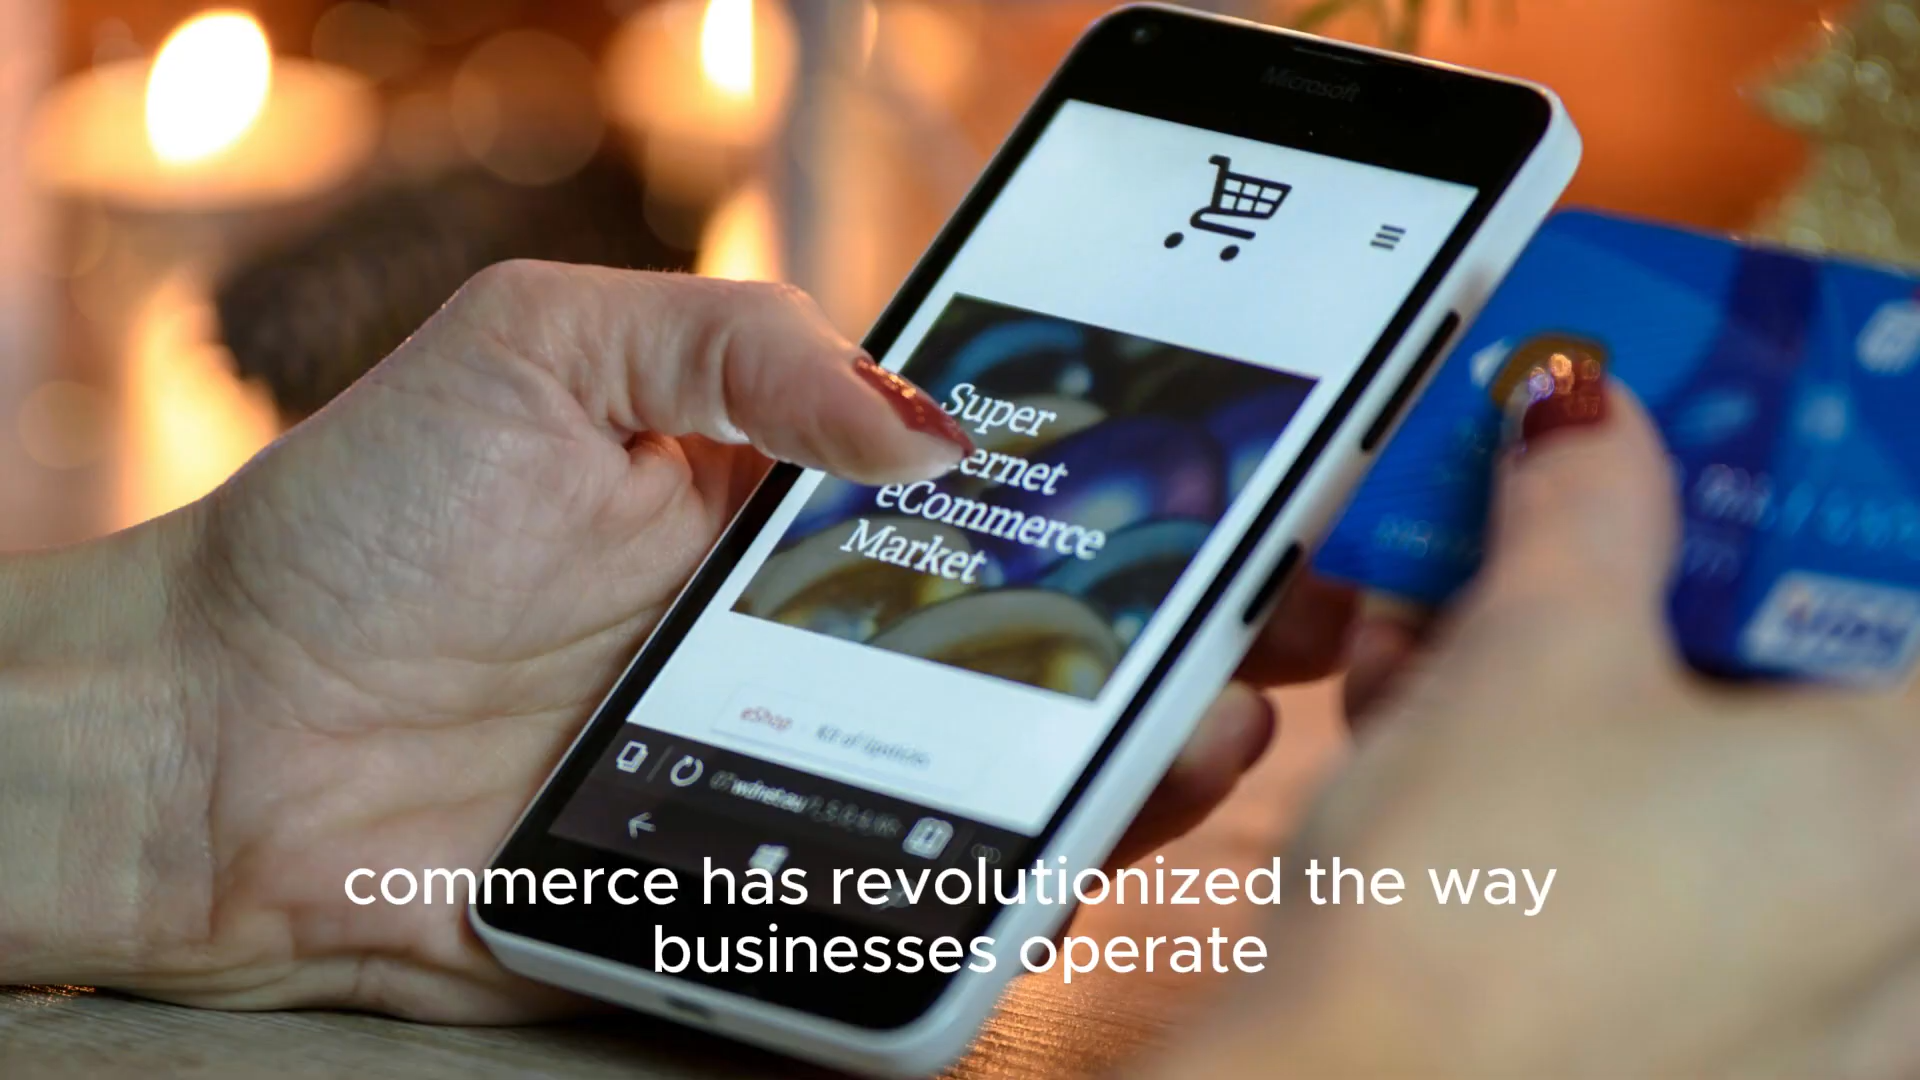 Microsoft
Super
ernet
eCommerce
Market
eShop
commerce has revolutionized the way
businesses operate